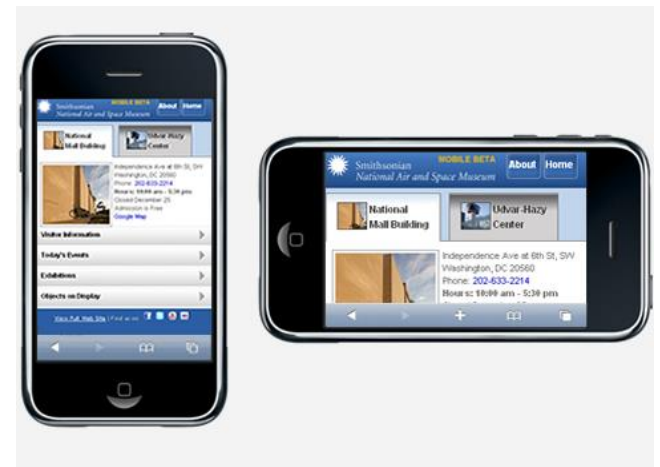 Smithsonian
National Air and Space Museum
MOBILE BETA
About Home
National
Mall Building
Udvar-Hazy
Center
Independence Ave at 6th St, SW
Washington, DC 20560
Phone: 202-633-2214
Hours: 10:00 am - 5:30 pm
Closed December 25
Admission is Free
Google Map
Visitor Information
Today's Events
Exhibitions
Objects on Display
View Full Web Site | Find us on:
Smithsonian
National Air and Space Museum
MOBILE BETA
About Home
National
Mall Building
Udvar-Hazy
Center
Independence Ave at 6th St, SW
Washington, DC 20560
Phone: 202-633-2214
Hours: 10:00 am - 5:30 pm